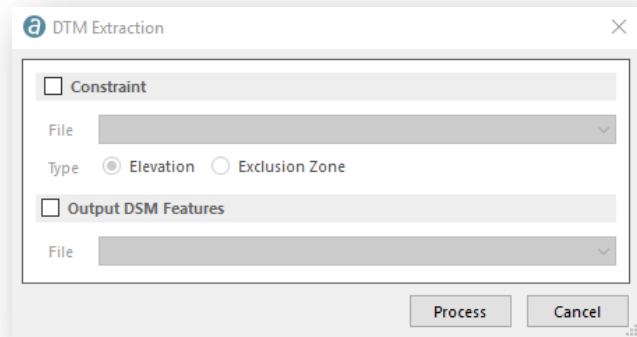 a DTM Extraction
Constraint
File
Type Elevation Exclusion Zone
Output DSM Features
File
Process Cancel